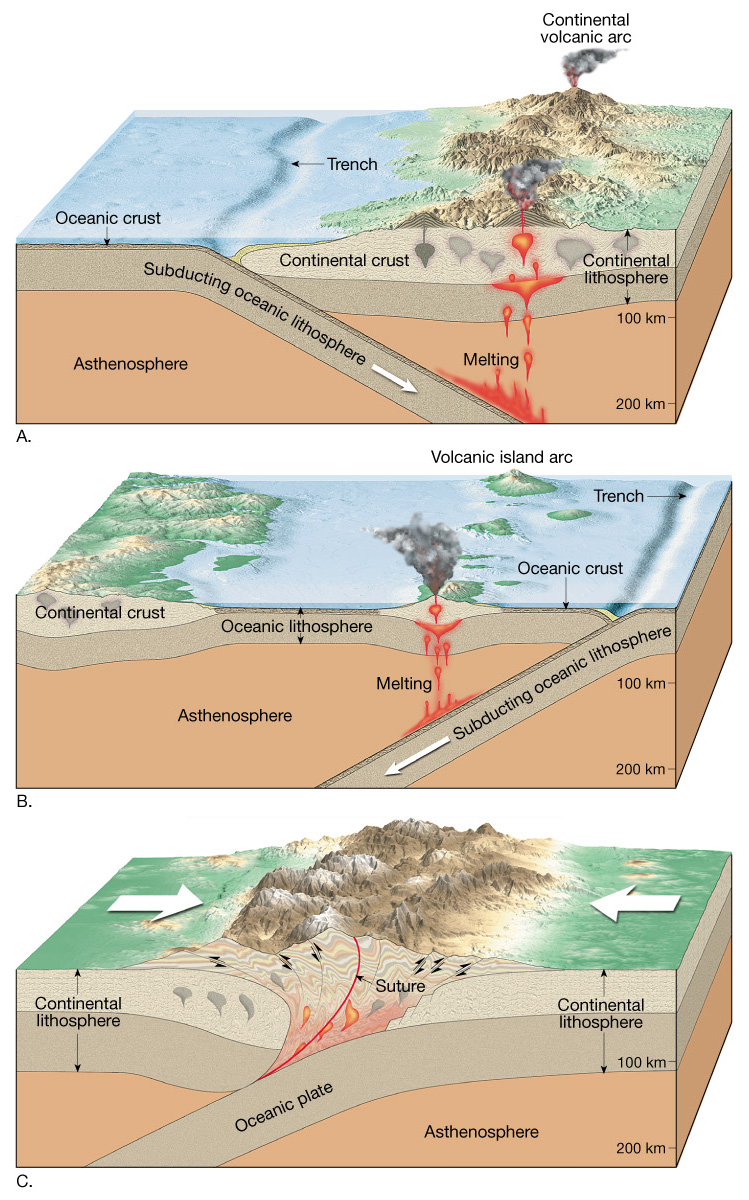 Continental
volcanic arc
Trench
Oceanic crust
Continental crust
Continental
lithosphere
Subducting oceanic lithosphere
100 km
Melting
Asthenosphere
200 km
A.
Volcanic island arc
Trench
Oceanic crust
Continental crust
Oceanic lithosphere
Subducting oceanic lithosphere
Melting
100 km
Asthenosphere
200 km
B.
Suture
Continental
lithosphere
Continental
lithosphere
100 km
Oceanic plate
Asthenosphere
200 km
C.